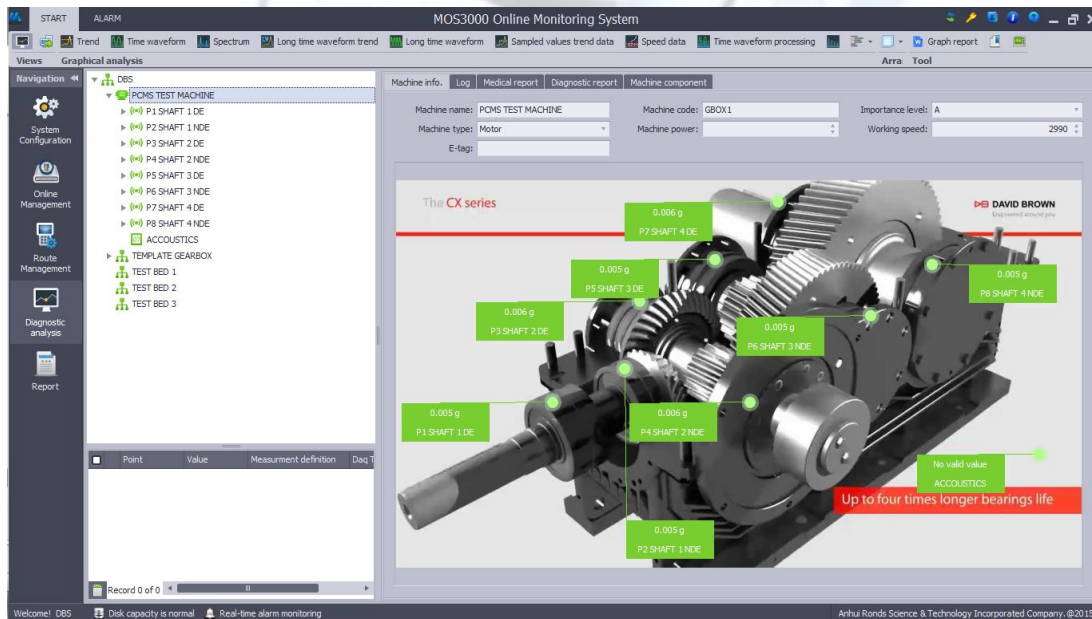 START ALARM MOS3000 Online Monitoring System
Trend Time waveform Spectrum Long time waveform trend Long time waveform Sampled values trend data Speed data Time waveform processing Graph report
Views Graphical analysis Arra Tool
Navigation
System Configuration
Online Management
Route Management
Diagnostic analysis
Report
DBS
PCMS TEST MACHINE
P1 SHAFT 1 DE
P2 SHAFT 1 NDE
P3 SHAFT 2 DE
P4 SHAFT 2 NDE
P5 SHAFT 3 DE
P6 SHAFT 3 NDE
P7 SHAFT 4 DE
P8 SHAFT 4 NDE
ACCOUSTICS
TEMPLATE GEARBOX
TEST BED 1
TEST BED 2
TEST BED 3
Point Value Measurment definition Daq T
Record 0 of 0
Machine info. Log Medical report Diagnostic report Machine component
Machine name: PCMS TEST MACHINE Machine code: GBOX1 Importance level: A
Machine type: Motor Machine power: Working speed: 2990
E-tag:
The CX series
DAVID BROWN
Engineered around you
0.006 g
P7 SHAFT 4 DE
0.005 g
P5 SHAFT 3 DE
0.005 g
P8 SHAFT 4 NDE
0.006 g
P3 SHAFT 2 DE
0.005 g
P6 SHAFT 3 NDE
0.005 g
P1 SHAFT 1 DE
0.006 g
P4 SHAFT 2 NDE
No valid value
ACCOUSTICS
Up to four times longer bearings life
0.005 g
P2 SHAFT 1 NDE
Welcome! DBS Disk capacity is normal Real-time alarm monitoring Anhui Ronds Science & Technology Incorporated Company.@2015